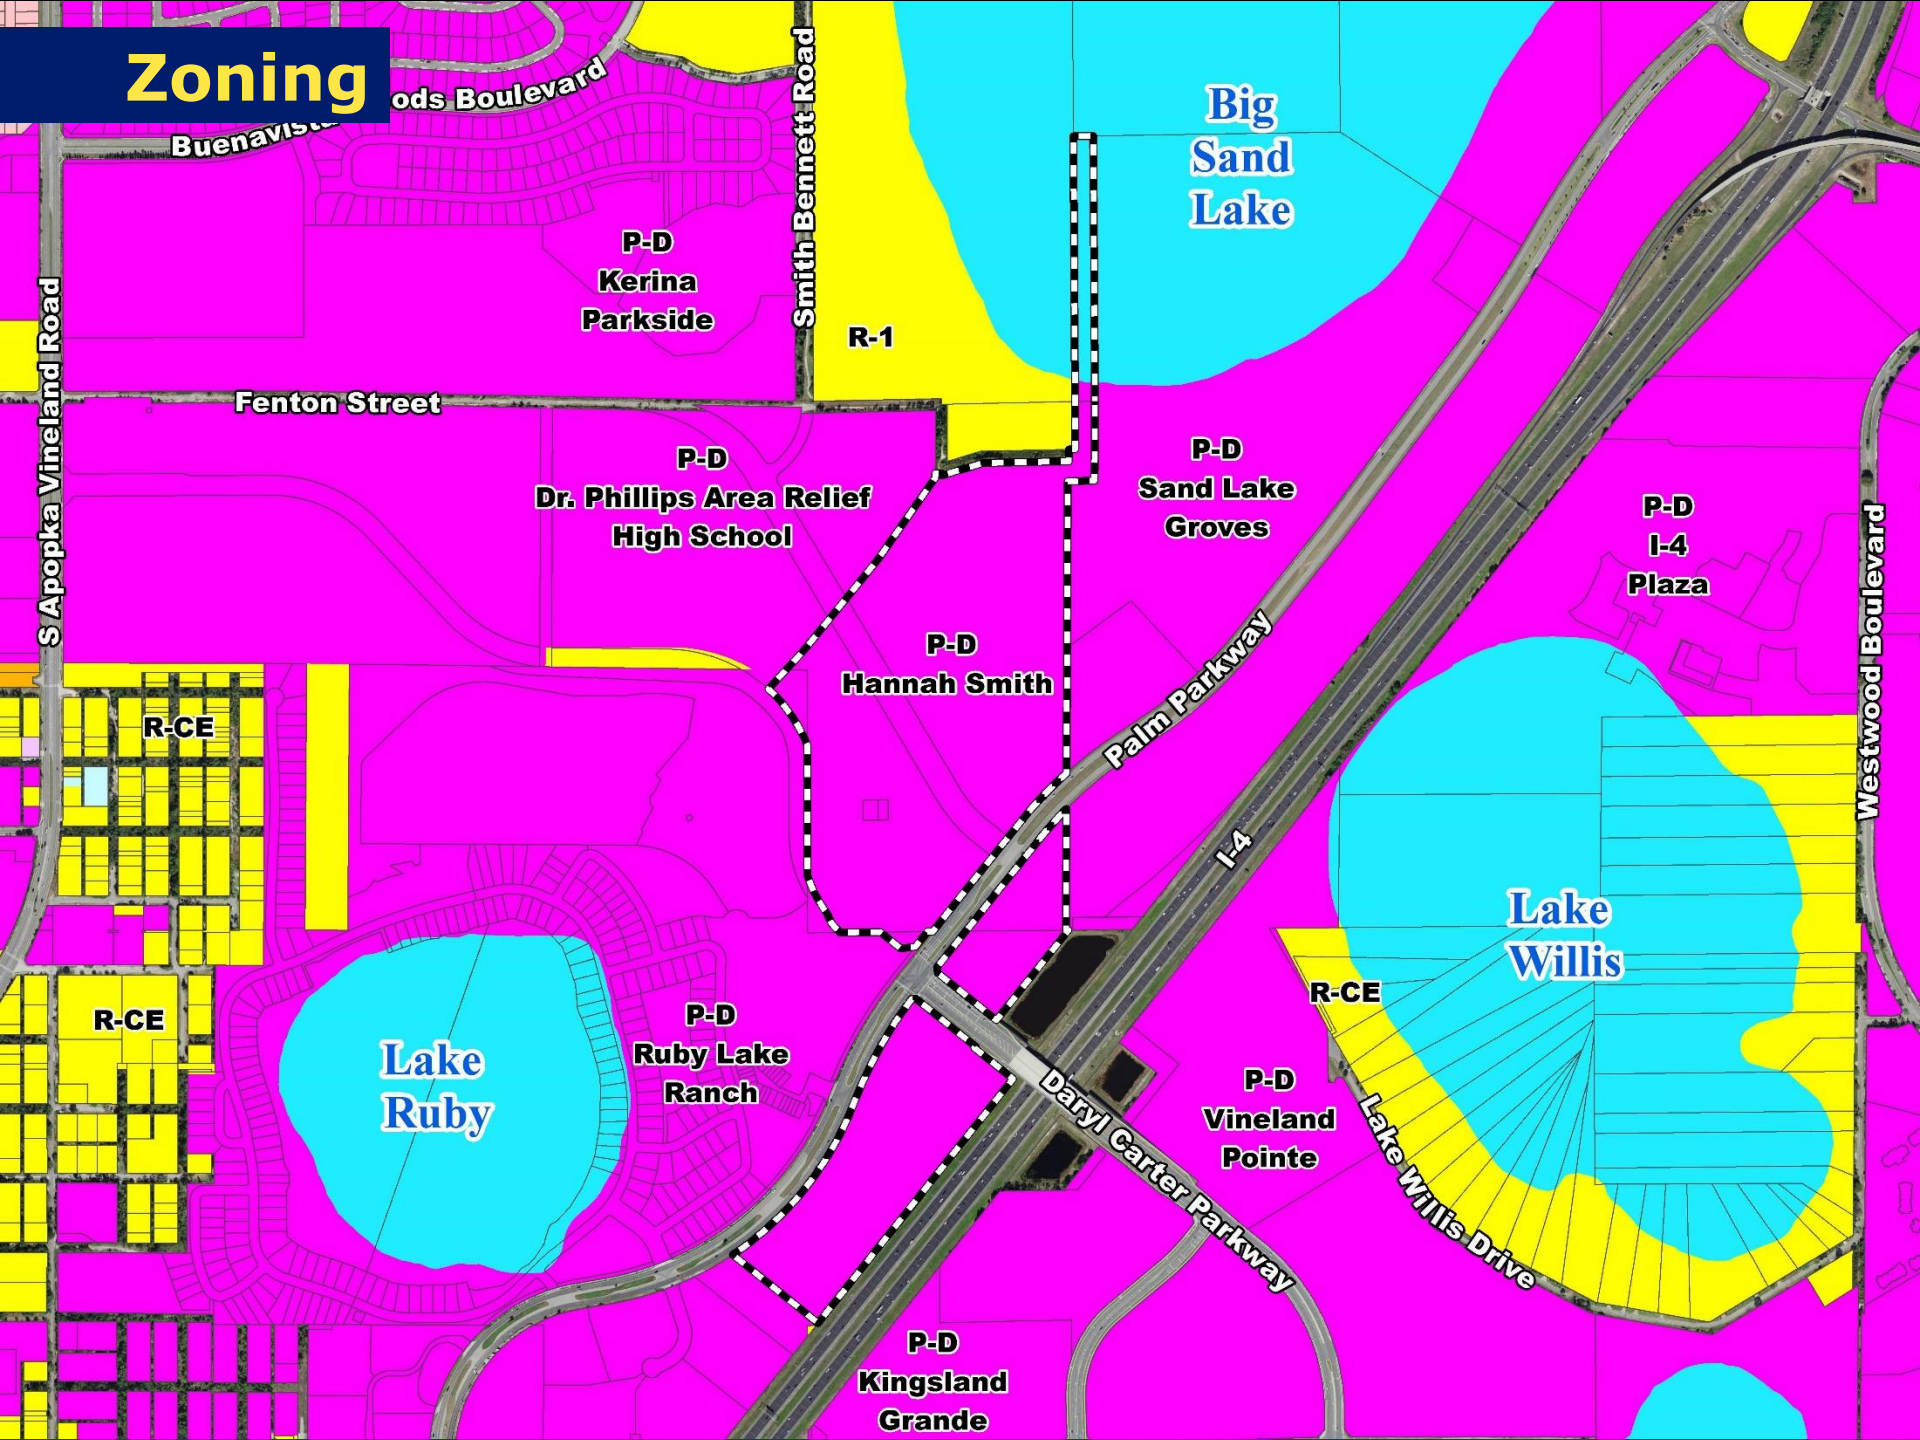 Zoning
ods Boulevard
Buenavista
Smith Bennett Road
Big
Sand
Lake
P-D
Kerina
Parkside
R-1
S Apopka Vineland Road
Fenton Street
P-D
Dr. Phillips Area Relief
High School
P-D
Sand Lake
Groves
P-D
I-4
Plaza
Westwood Boulevard
P-D
Hannah Smith
Palm Parkway
R-CE
I-4
Lake
Willis
R-CE
R-CE
Lake
Ruby
P-D
Ruby Lake
Ranch
Daryl Carter Parkway
P-D
Vineland
Pointe
Lake Willis Drive
P-D
Kingsland
Grande